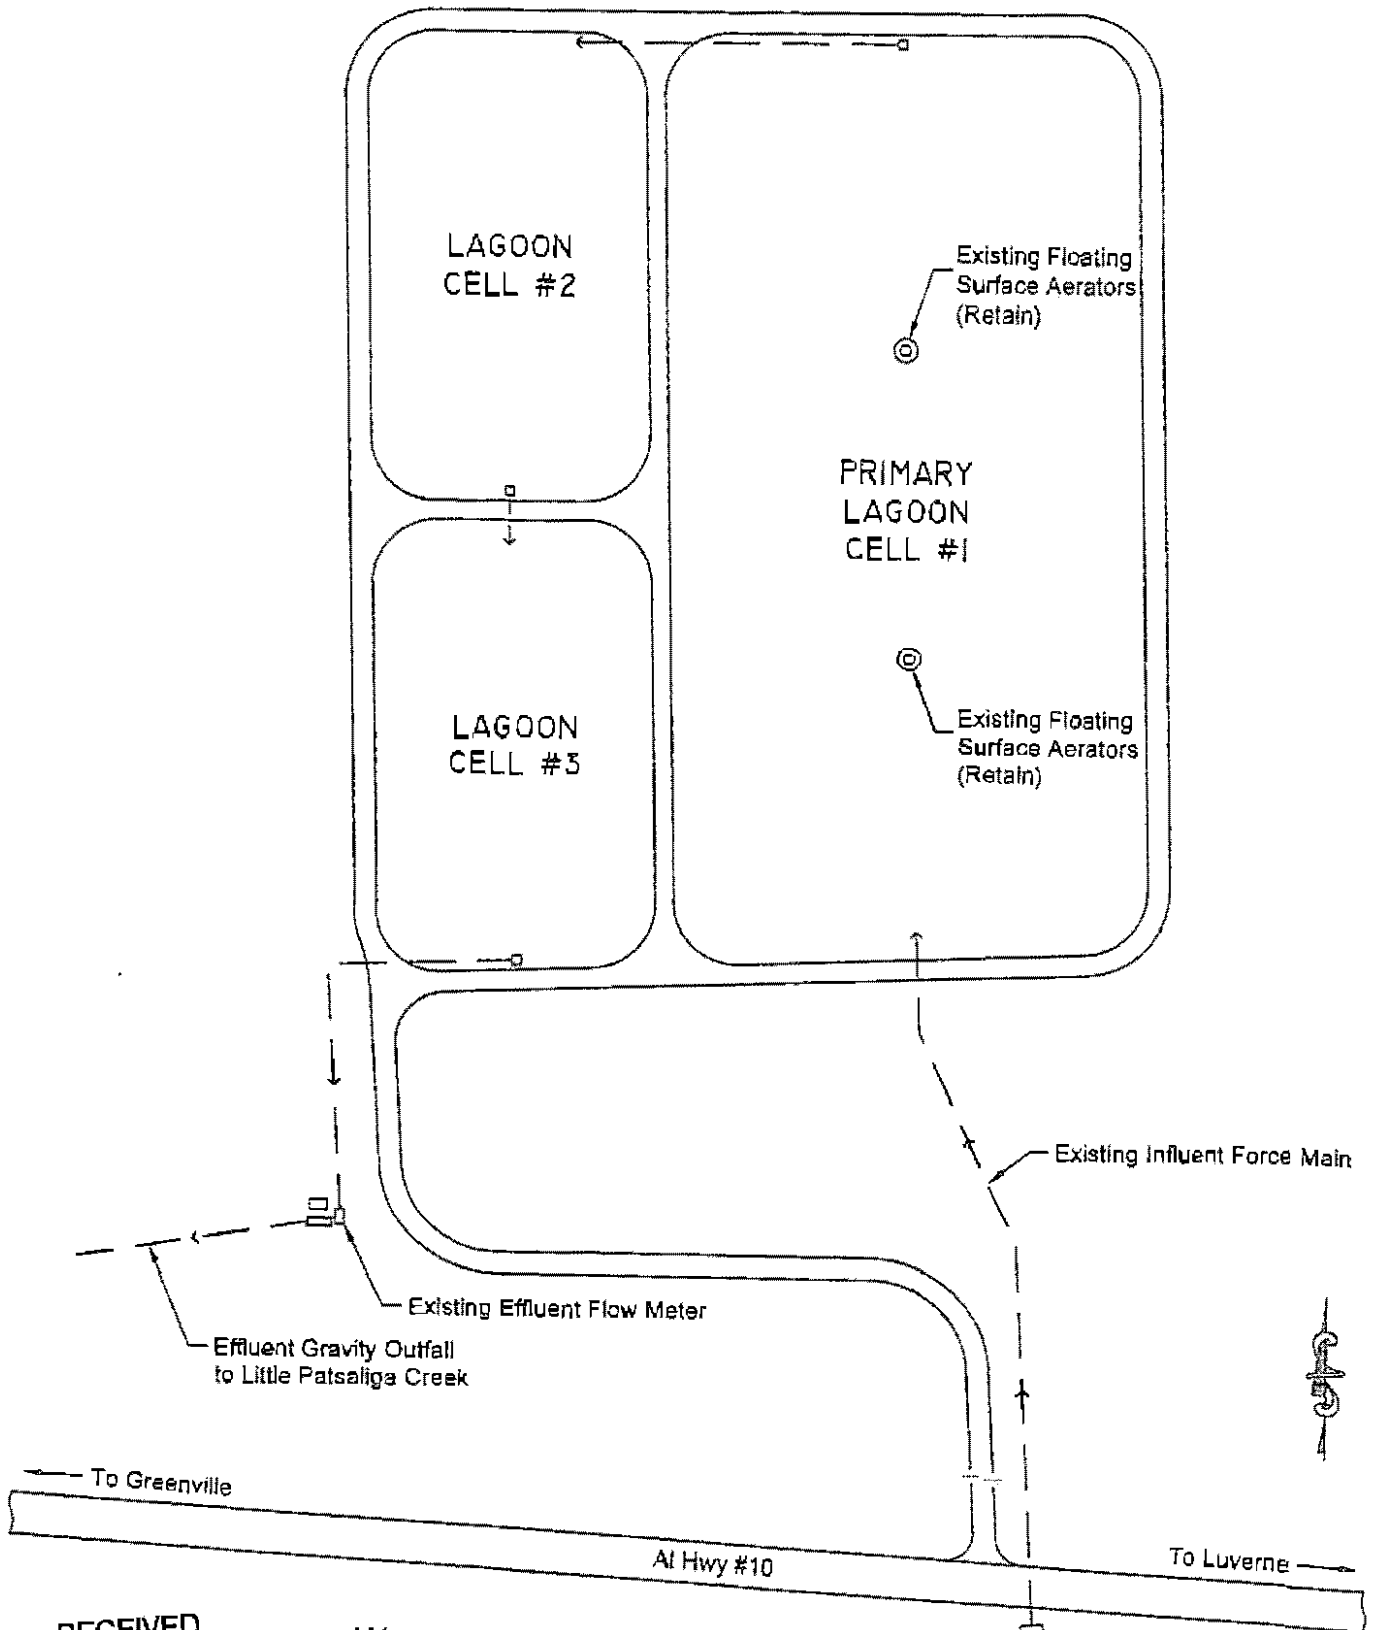 LAGOON
CELL #2
Existing Floating
Surface Aerators
(Retain)
PRIMARY
LAGOON
CELL #1
LAGOON
CELL #3
Existing Floating
Surface Aerators
(Retain)
Existing Influent Force Main
Existing Effluent Flow Meter
Effluent Gravity Outfall
to Little Patsaliga Creek
To Greenville
Al Hwy #10
To Luverne
RECEIVED